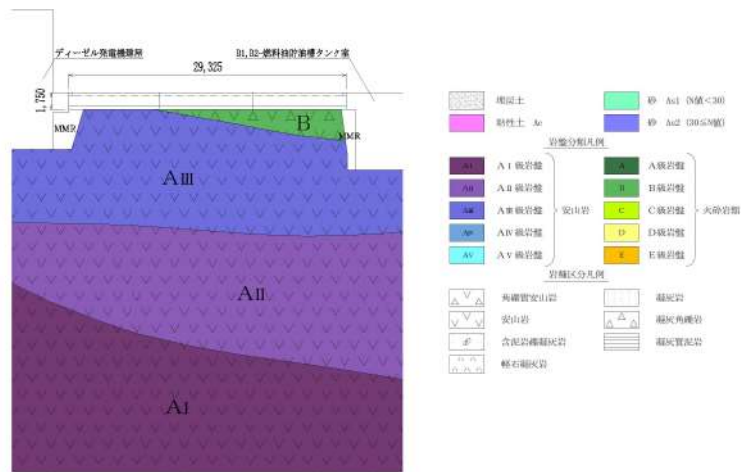 ディーゼル発電機建屋
B1,B2-燃料油貯油槽タンク室
29,325
1,750
MMR
B
MMR
AⅢ
AⅡ
AⅠ
埋戻土
砂 As1 (N値<30)
粘性土 Ac
砂 As2 (30≦N値)
岩盤分類凡例
AⅠ AⅠ級岩盤
A A級岩盤
AⅡ AⅡ級岩盤
B B級岩盤
AⅢ AⅢ級岩盤
安山岩
C C級岩盤
火砕岩類
AⅣ AⅣ級岩盤
D D級岩盤
AⅤ AⅤ級岩盤
E E級岩盤
岩種区分凡例
角礫質安山岩
凝灰岩
安山岩
凝灰角礫岩
含泥岩礫凝灰岩
凝灰質泥岩
軽石凝灰岩